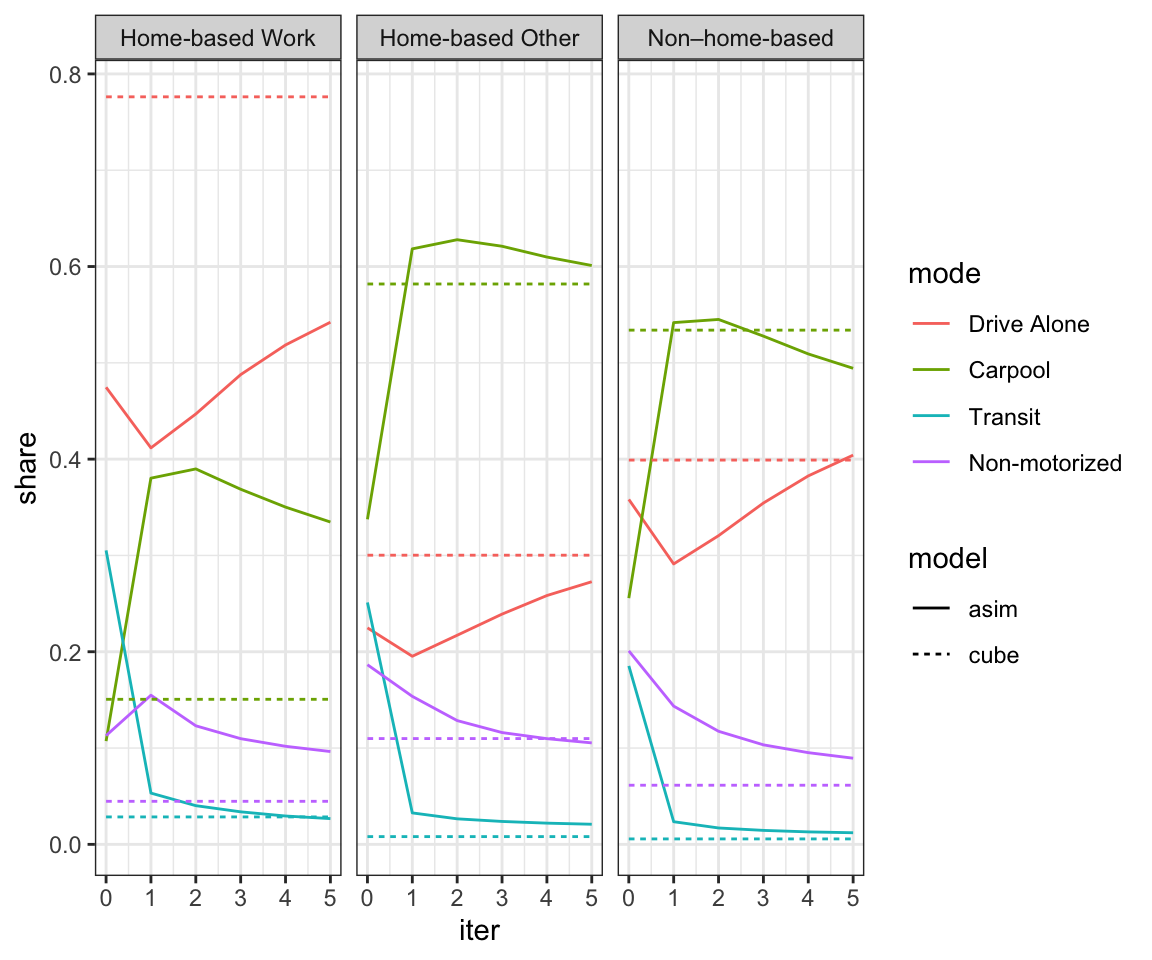 Home-based Work
Home-based Other
Non–home-based
0.8
0.6
0.4
0.2
0.0
share
0 1 2 3 4 5
0 1 2 3 4 5
0 1 2 3 4 5
iter
mode
Drive Alone
Carpool
Transit
Non-motorized
model
asim
cube